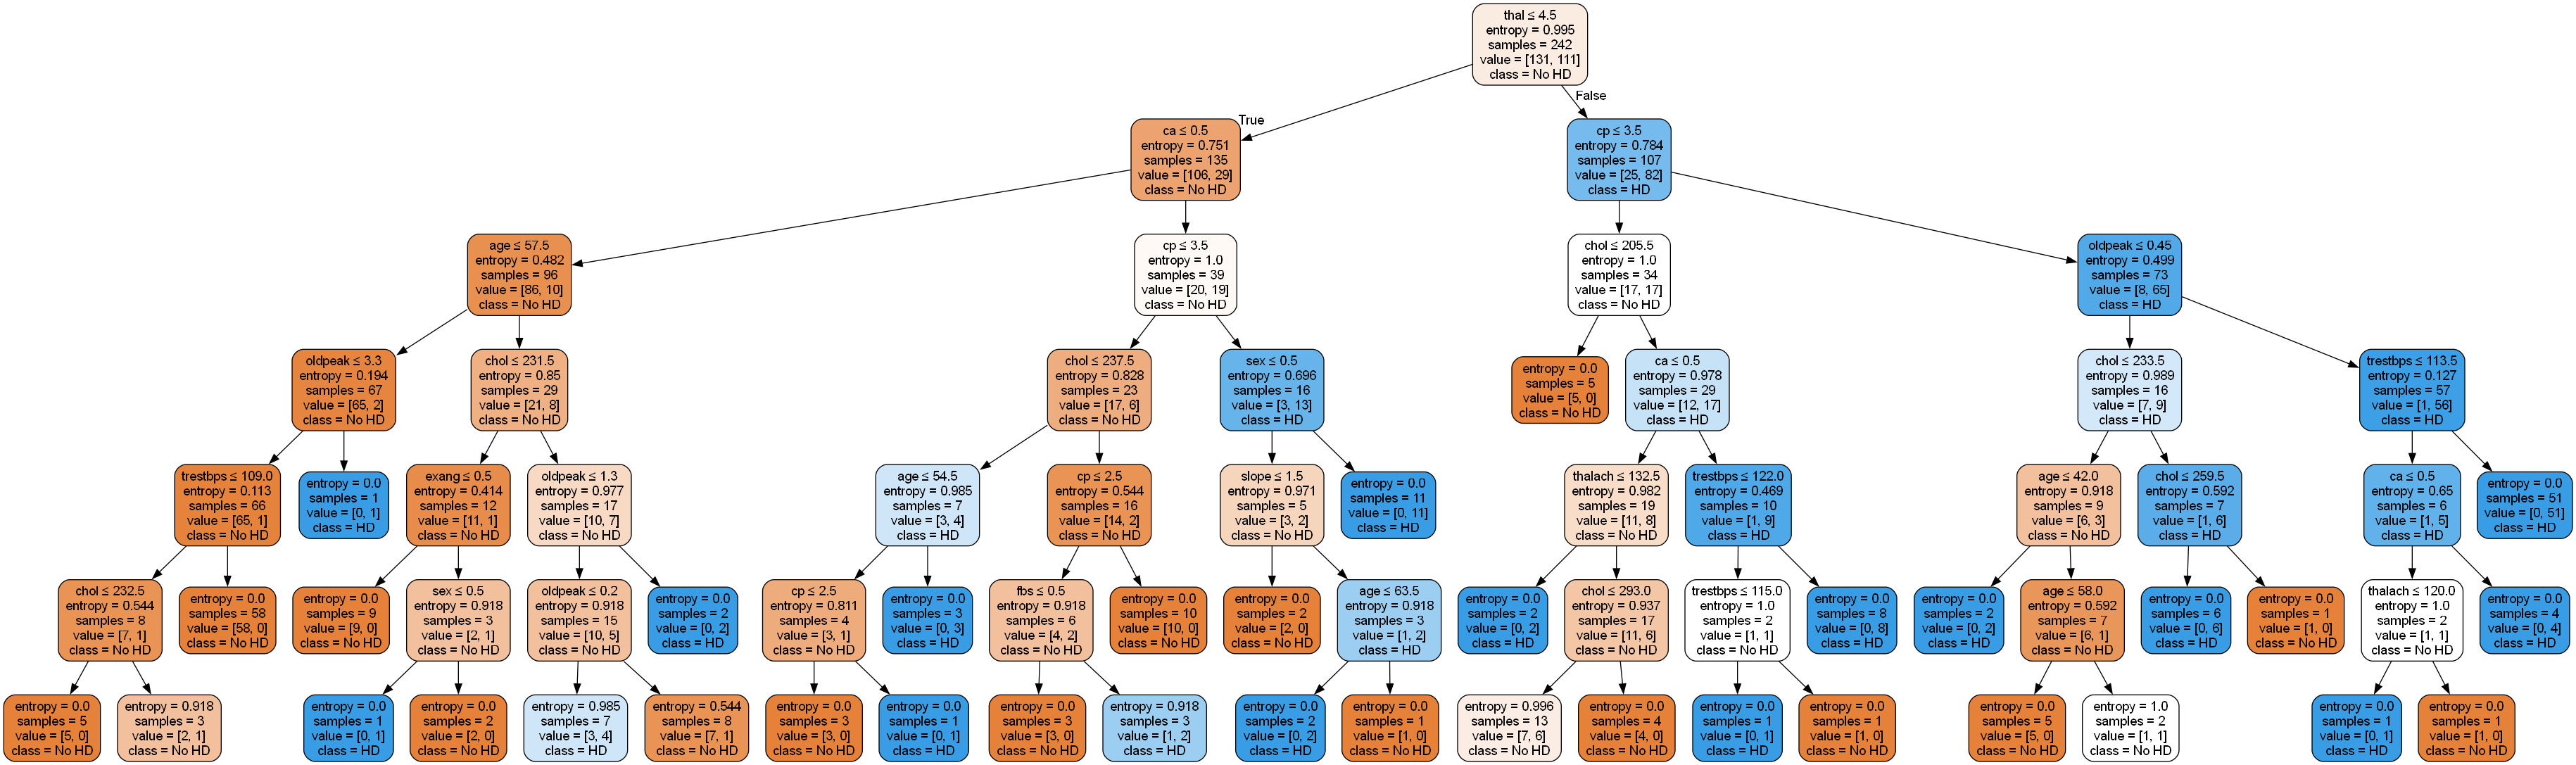 thal ≤ 4.5
entropy = 0.995
samples = 242
value = [131, 111]
class = No HD
True
False
ca ≤ 0.5
entropy = 0.751
samples = 135
value = [106, 29]
class = No HD
cp ≤ 3.5
entropy = 0.784
samples = 107
value = [25, 82]
class = HD
age ≤ 57.5
entropy = 0.482
samples = 96
value = [86, 10]
class = No HD
cp ≤ 3.5
entropy = 1.0
samples = 39
value = [20, 19]
class = No HD
chol ≤ 205.5
entropy = 1.0
samples = 34
value = [17, 17]
class = No HD
oldpeak ≤ 0.45
entropy = 0.499
samples = 73
value = [8, 65]
class = HD
oldpeak ≤ 3.3
entropy = 0.194
samples = 67
value = [65, 2]
class = No HD
chol ≤ 231.5
entropy = 0.85
samples = 29
value = [21, 8]
class = No HD
chol ≤ 237.5
entropy = 0.828
samples = 23
value = [17, 6]
class = No HD
sex ≤ 0.5
entropy = 0.696
samples = 16
value = [3, 13]
class = HD
entropy = 0.0
samples = 5
value = [5, 0]
class = No HD
ca ≤ 0.5
entropy = 0.978
samples = 29
value = [12, 17]
class = HD
chol ≤ 233.5
entropy = 0.989
samples = 16
value = [7, 9]
class = HD
trestbps ≤ 113.5
entropy = 0.127
samples = 57
value = [1, 56]
class = HD
trestbps ≤ 109.0
entropy = 0.113
samples = 66
value = [65, 1]
class = No HD
entropy = 0.0
samples = 1
value = [0, 1]
class = HD
exang ≤ 0.5
entropy = 0.414
samples = 12
value = [11, 1]
class = No HD
oldpeak ≤ 1.3
entropy = 0.977
samples = 17
value = [10, 7]
class = No HD
age ≤ 54.5
entropy = 0.985
samples = 7
value = [3, 4]
class = HD
cp ≤ 2.5
entropy = 0.544
samples = 16
value = [14, 2]
class = No HD
slope ≤ 1.5
entropy = 0.971
samples = 5
value = [3, 2]
class = No HD
entropy = 0.0
samples = 11
value = [0, 11]
class = HD
thalach ≤ 132.5
entropy = 0.982
samples = 19
value = [11, 8]
class = No HD
trestbps ≤ 122.0
entropy = 0.469
samples = 10
value = [1, 9]
class = HD
age ≤ 42.0
entropy = 0.918
samples = 9
value = [6, 3]
class = No HD
chol ≤ 259.5
entropy = 0.592
samples = 7
value = [1, 6]
class = HD
ca ≤ 0.5
entropy = 0.65
samples = 6
value = [1, 5]
class = HD
entropy = 0.0
samples = 51
value = [0, 51]
class = HD
chol ≤ 232.5
entropy = 0.544
samples = 8
value = [7, 1]
class = No HD
entropy = 0.0
samples = 58
value = [58, 0]
class = No HD
entropy = 0.0
samples = 9
value = [9, 0]
class = No HD
sex ≤ 0.5
entropy = 0.918
samples = 3
value = [2, 1]
class = No HD
oldpeak ≤ 0.2
entropy = 0.918
samples = 15
value = [10, 5]
class = No HD
entropy = 0.0
samples = 2
value = [0, 2]
class = HD
cp ≤ 2.5
entropy = 0.811
samples = 4
value = [3, 1]
class = No HD
entropy = 0.0
samples = 3
value = [0, 3]
class = HD
fbs ≤ 0.5
entropy = 0.918
samples = 6
value = [4, 2]
class = No HD
entropy = 0.0
samples = 10
value = [10, 0]
class = No HD
entropy = 0.0
samples = 2
value = [2, 0]
class = No HD
age ≤ 63.5
entropy = 0.918
samples = 3
value = [1, 2]
class = HD
entropy = 0.0
samples = 2
value = [0, 2]
class = HD
chol ≤ 293.0
entropy = 0.937
samples = 17
value = [11, 6]
class = No HD
trestbps ≤ 115.0
entropy = 1.0
samples = 2
value = [1, 1]
class = No HD
entropy = 0.0
samples = 8
value = [0, 8]
class = HD
entropy = 0.0
samples = 2
value = [0, 2]
class = HD
age ≤ 58.0
entropy = 0.592
samples = 7
value = [6, 1]
class = No HD
entropy = 0.0
samples = 6
value = [0, 6]
class = HD
entropy = 0.0
samples = 1
value = [1, 0]
class = No HD
thalach ≤ 120.0
entropy = 1.0
samples = 2
value = [1, 1]
class = No HD
entropy = 0.0
samples = 4
value = [0, 4]
class = HD
entropy = 0.0
samples = 5
value = [5, 0]
class = No HD
entropy = 0.918
samples = 3
value = [2, 1]
class = No HD
entropy = 0.0
samples = 1
value = [0, 1]
class = HD
entropy = 0.0
samples = 2
value = [2, 0]
class = No HD
entropy = 0.985
samples = 7
value = [3, 4]
class = HD
entropy = 0.544
samples = 8
value = [7, 1]
class = No HD
entropy = 0.0
samples = 3
value = [3, 0]
class = No HD
entropy = 0.0
samples = 1
value = [0, 1]
class = HD
entropy = 0.0
samples = 3
value = [3, 0]
class = No HD
entropy = 0.918
samples = 3
value = [1, 2]
class = HD
entropy = 0.0
samples = 2
value = [0, 2]
class = HD
entropy = 0.0
samples = 1
value = [1, 0]
class = No HD
entropy = 0.996
samples = 13
value = [7, 6]
class = No HD
entropy = 0.0
samples = 4
value = [4, 0]
class = No HD
entropy = 0.0
samples = 1
value = [0, 1]
class = HD
entropy = 0.0
samples = 1
value = [1, 0]
class = No HD
entropy = 0.0
samples = 5
value = [5, 0]
class = No HD
entropy = 1.0
samples = 2
value = [1, 1]
class = No HD
entropy = 0.0
samples = 1
value = [0, 1]
class = HD
entropy = 0.0
samples = 1
value = [1, 0]
class = No HD